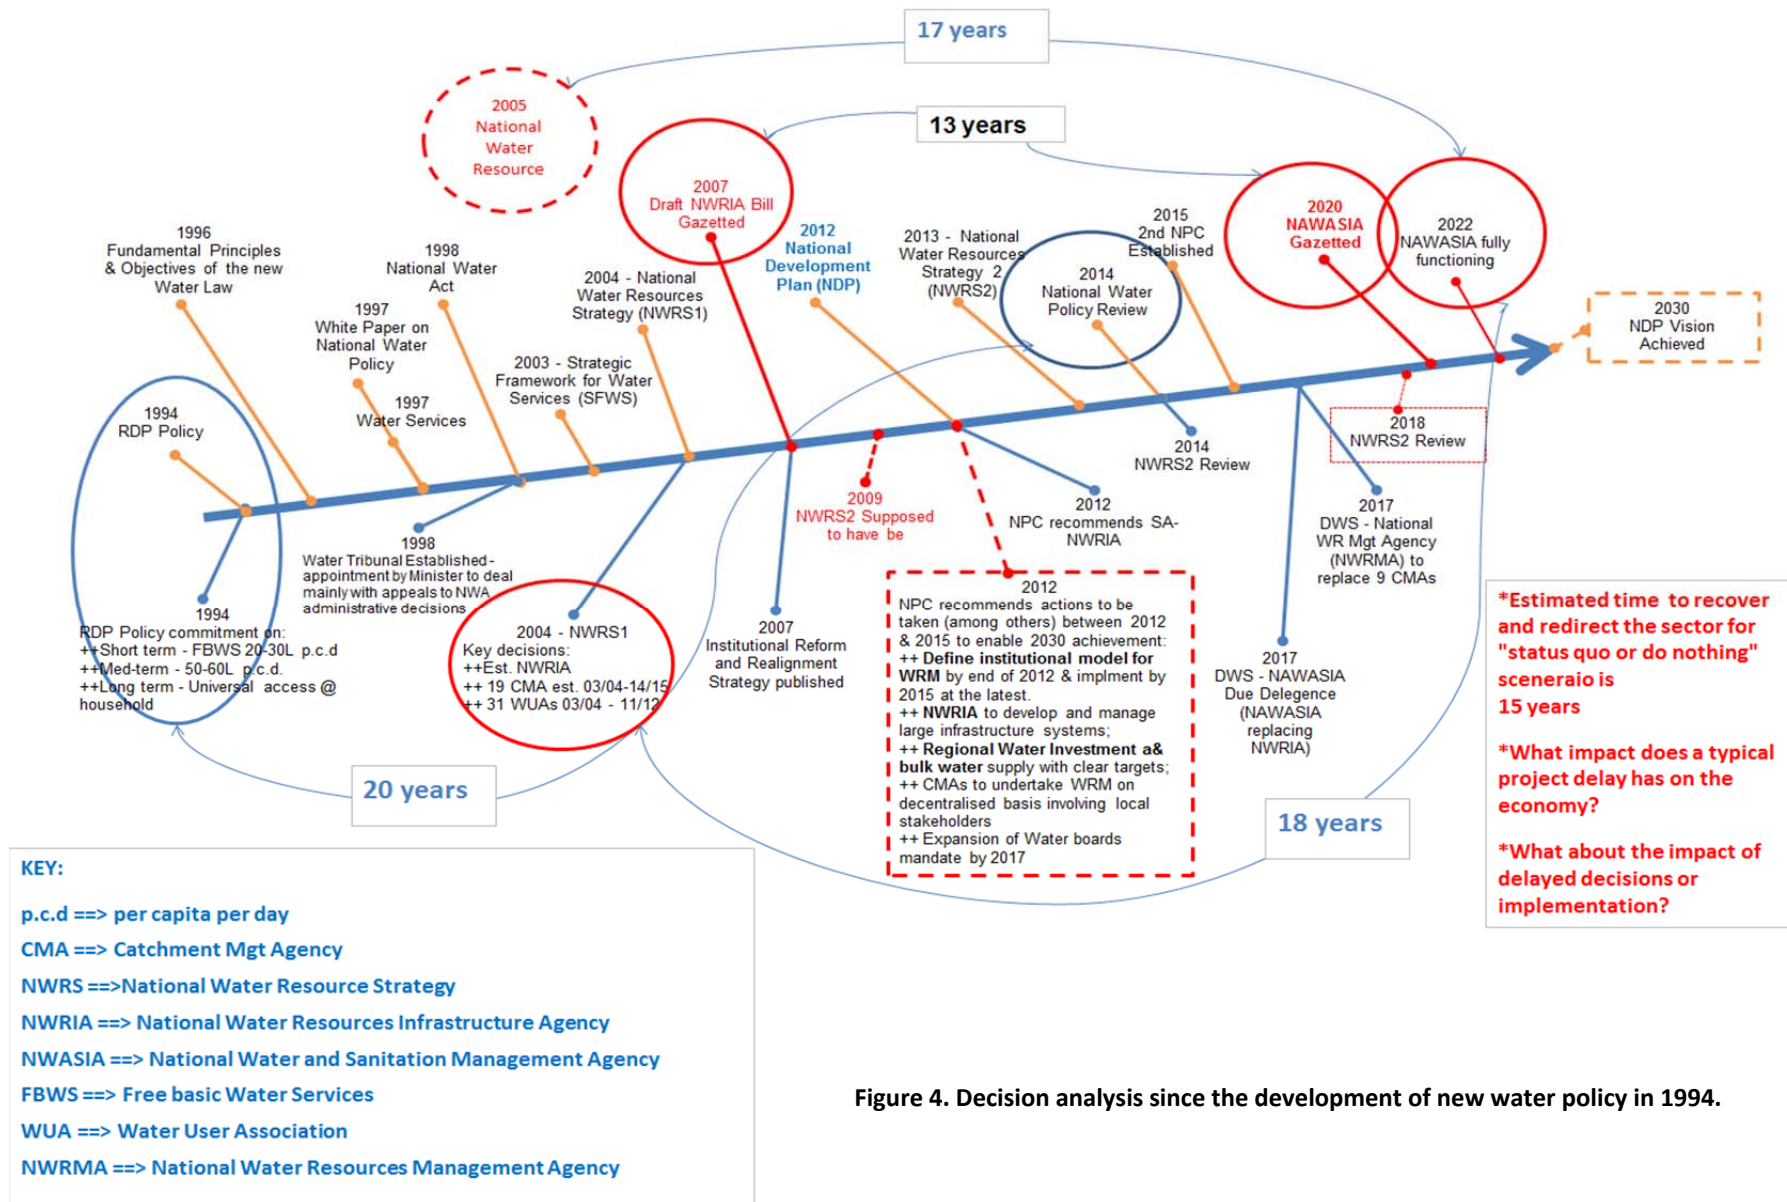 17 years
13 years
2005
National
Water
Resource
2007
Draft NWRIA Bill
Gazetted
2020
NAWASIA
Gazetted
2022
NAWASIA fully
functioning
1996
Fundamental Principles
& Objectives of the new
Water Law
1998
National Water
Act
2012
National
Development
Plan (NDP)
2013 - National
Water Resources
Strategy 2
(NWRS2)
2015
2nd NPC
Established
2014
National Water
Policy Review
2004 - National
Water Resources
Strategy (NWRS1)
1997
White Paper on
National Water
Policy
2003 - Strategic
Framework for Water
Services (SFWS)
1997
Water Services
1994
RDP Policy
2030
NDP Vision
Achieved
2018
NWRS2 Review
2014
NWRS2 Review
2009
NWRS2 Supposed
to have be
2012
NPC recommends SA-
NWRIA
2017
DWS - National
WR Mgt Agency
(NWRMA) to
replace 9 CMAs
1998
Water Tribunal Established -
appointment by Minister to deal
mainly with appeals to NWA
administrative decisions
1994
RDP Policy commitment on:
++Short term - FBWS 20-30L p.c.d
++Med-term - 50-60L p.c.d.
++Long term - Universal access @
household
2004 - NWRS1
Key decisions:
++Est. NWRIA
++ 19 CMA est. 03/04-14/15
++ 31 WUAs 03/04 - 11/12
2007
Institutional Reform
and Realignment
Strategy published
2012
NPC recommends actions to be
taken (among others) between 2012
& 2015 to enable 2030 achievement:
++ Define institutional model for
WRM by end of 2012 & implment by
2015 at the latest.
++ NWRIA to develop and manage
large infrastructure systems;
++ Regional Water Investment a&
bulk water supply with clear targets;
++ CMAs to undertake WRM on
decentralised basis involving local
stakeholders
++ Expansion of Water boards
mandate by 2017
2017
DWS - NAWASIA
Due Delegence
(NAWASIA
replacing
NWRIA)
*Estimated time to recover
and redirect the sector for
"status quo or do nothing"
sceneraio is
15 years
*What impact does a typical
project delay has on the
economy?
*What about the impact of
delayed decisions or
implementation?
20 years
18 years
KEY:
p.c.d ==> per capita per day
CMA ==> Catchment Mgt Agency
NWRS ==>National Water Resource Strategy
NWRIA ==> National Water Resources Infrastructure Agency
NWASIA ==> National Water and Sanitation Management Agency
FBWS ==> Free basic Water Services
WUA ==> Water User Association
NWRMA ==> National Water Resources Management Agency
Figure 4. Decision analysis since the development of new water policy in 1994.